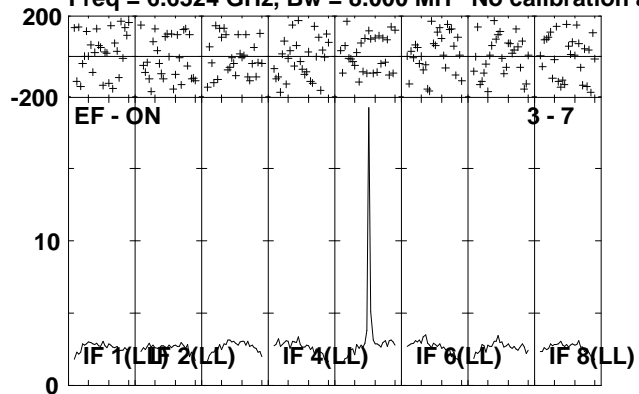 Freq = 6.6524 GHz, Bw = 8.000 MH No calibration a
200
-200
EF - ON 3 - 7
10
IF 1(LL) IF 2(LL) IF 4(LL) IF 6(LL) IF 8(LL)
0